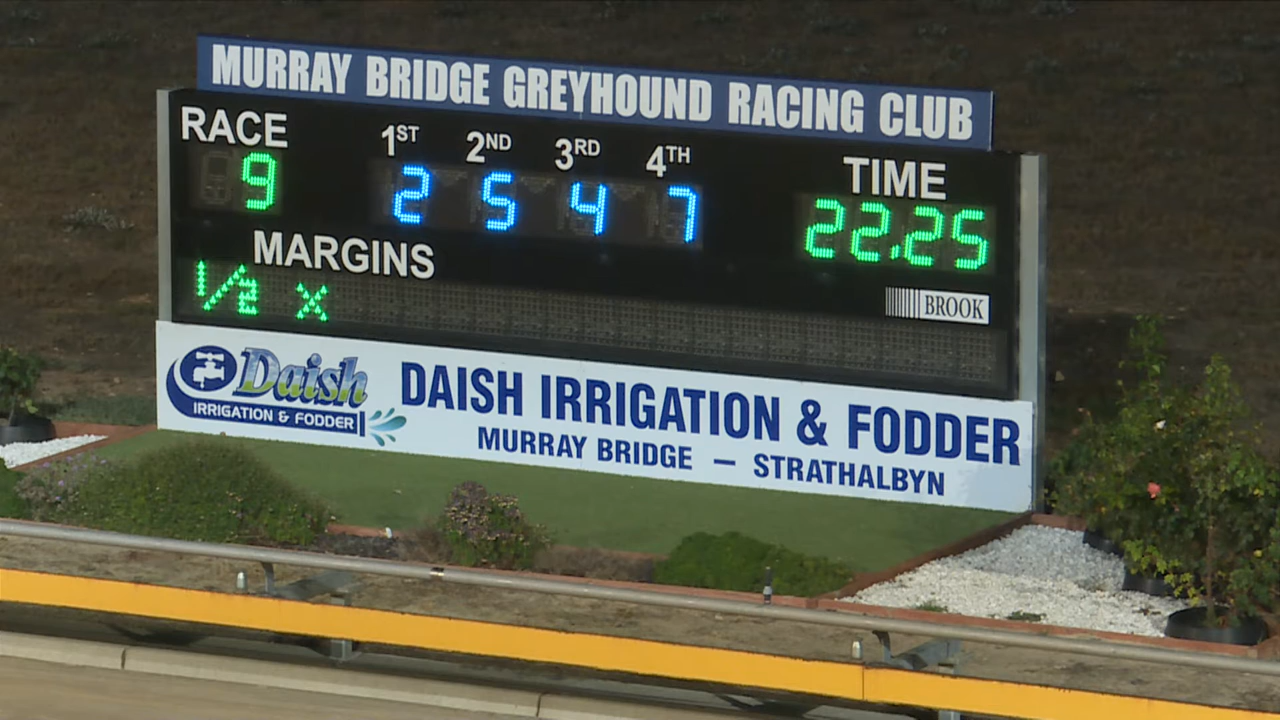 MURRAY BRIDGE GREYHOUND RACING CLUB
RACE 1ST 2ND 3RD 4TH TIME
9 2 5 4 7 22.25
MARGINS
1/2 X
BROOK
Daish
IRRIGATION & FODDER
DAISH IRRIGATION & FODDER
MURRAY BRIDGE – STRATHALBYN